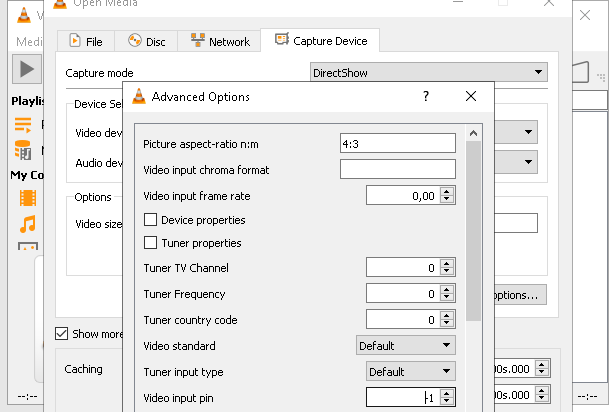 Open Media
V
Medi
File
Disc
Network
Capture Device
Capture mode
DirectShow
Playlis
Device Sel
Advanced Options
?
Video dev
Picture aspect-ratio n:m
4:3
Audio dev
Video input chroma format
My Co
Options
Video input frame rate
0,00
Video size
Device properties
Tuner properties
Tuner TV Channel
0
Tuner Frequency
0
options...
Tuner country code
0
Show more
Video standard
Default
Caching
Tuner input type
Default
00s.000
Video input pin
-1
00s.000
--:--
--:--